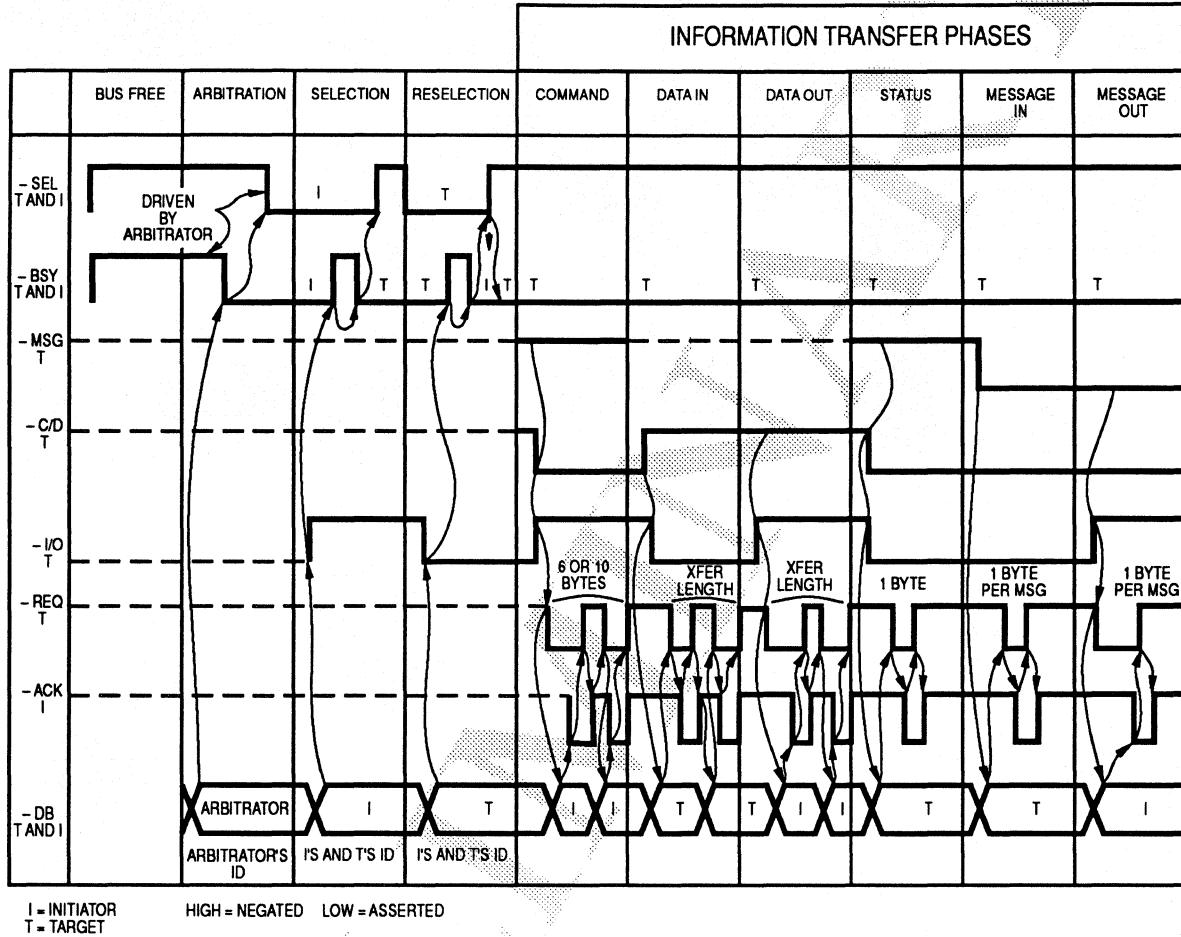 INFORMATION TRANSFER PHASES
BUS FREE
ARBITRATION
SELECTION
RESELECTION
COMMAND
DATA IN
DATA OUT
STATUS
MESSAGE
IN
MESSAGE
OUT
– SEL
T AND I
DRIVEN
BY
ARBITRATOR
I
T
– BSY
T AND I
I
T
T
I
T
T
T
T
T
T
T
– MSG
T
– C/D
T
– I/O
T
6 OR 10
BYTES
XFER
LENGTH
XFER
LENGTH
1 BYTE
1 BYTE
PER MSG
1 BYTE
PER MSG
– REQ
T
– ACK
I
– DB
T AND I
ARBITRATOR
I
T
I
I
T
T
T
I
I
T
T
I
ARBITRATOR'S
ID
I'S AND T'S ID
I'S AND T'S ID
I = INITIATOR
T = TARGET
HIGH = NEGATED LOW = ASSERTED